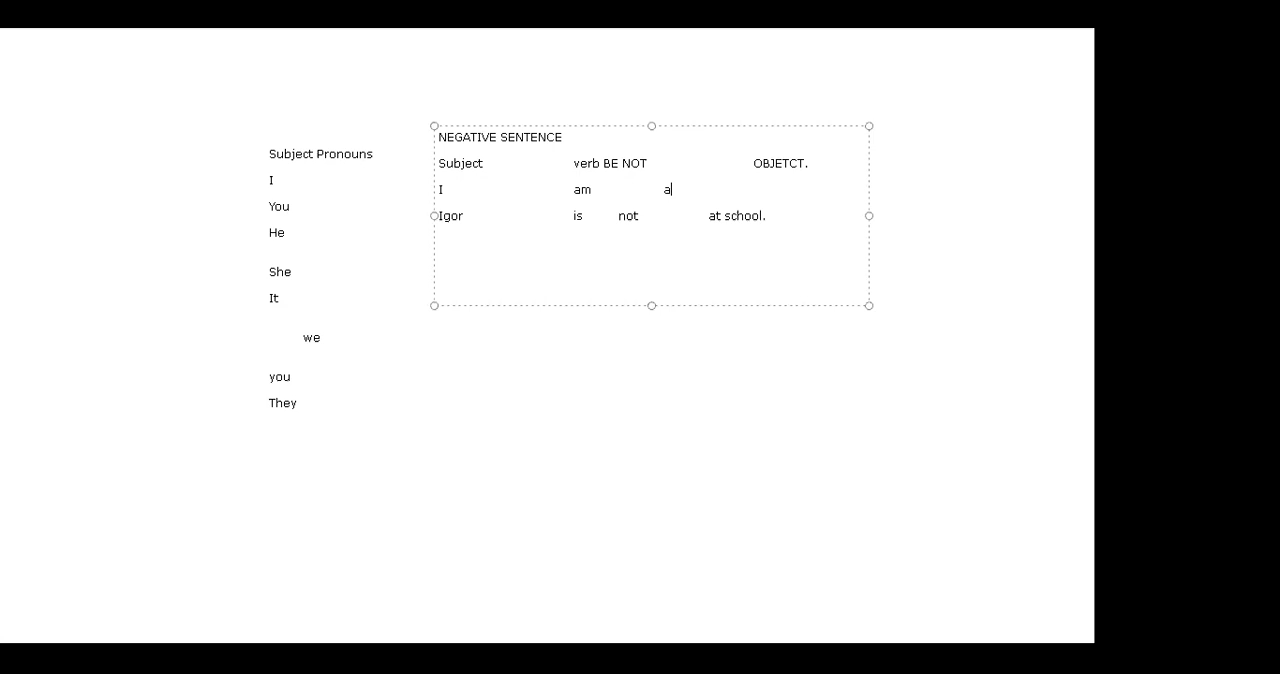 Subject Pronouns
I
You
He
She
It
we
you
They
NEGATIVE SENTENCE
Subject verb BE NOT OBJETCT.
I am a
Igor is not at school.